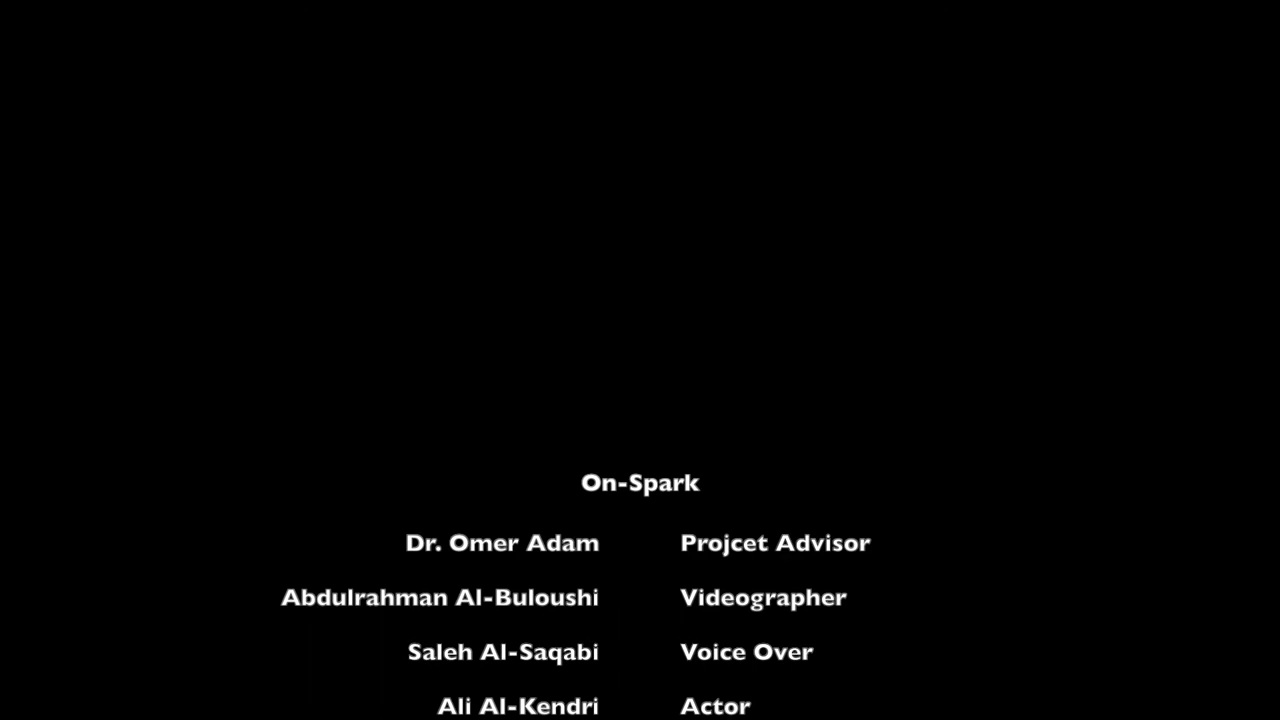 On-Spark
Dr. Omer Adam Projcet Advisor
Abdulrahman Al-Buloushi Videographer
Saleh Al-Saqabi Voice Over
Ali Al-Kendri Actor